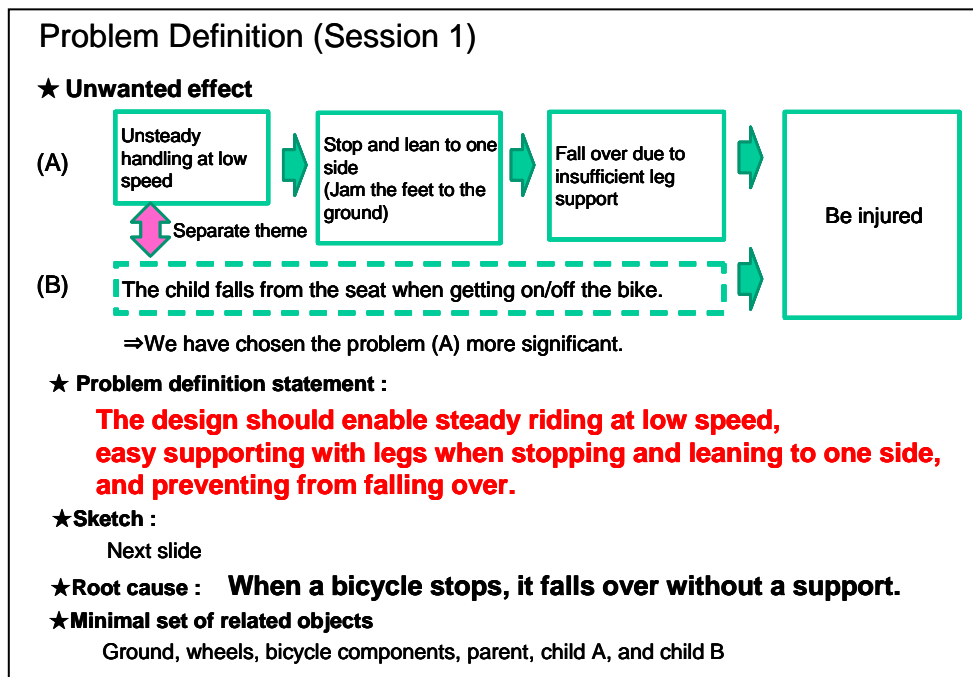 Problem Definition (Session 1)
★ Unwanted effect
(A)
Unsteady
handling at low
speed
Stop and lean to one
side
(Jam the feet to the
ground)
Fall over due to
insufficient leg
support
Be injured
Separate theme
(B)
The child falls from the seat when getting on/off the bike.
⇒We have chosen the problem (A) more significant.
★ Problem definition statement :
The design should enable steady riding at low speed,
easy supporting with legs when stopping and leaning to one side,
and preventing from falling over.
★Sketch :
Next slide
★Root cause : When a bicycle stops, it falls over without a support.
★Minimal set of related objects
Ground, wheels, bicycle components, parent, child A, and child B